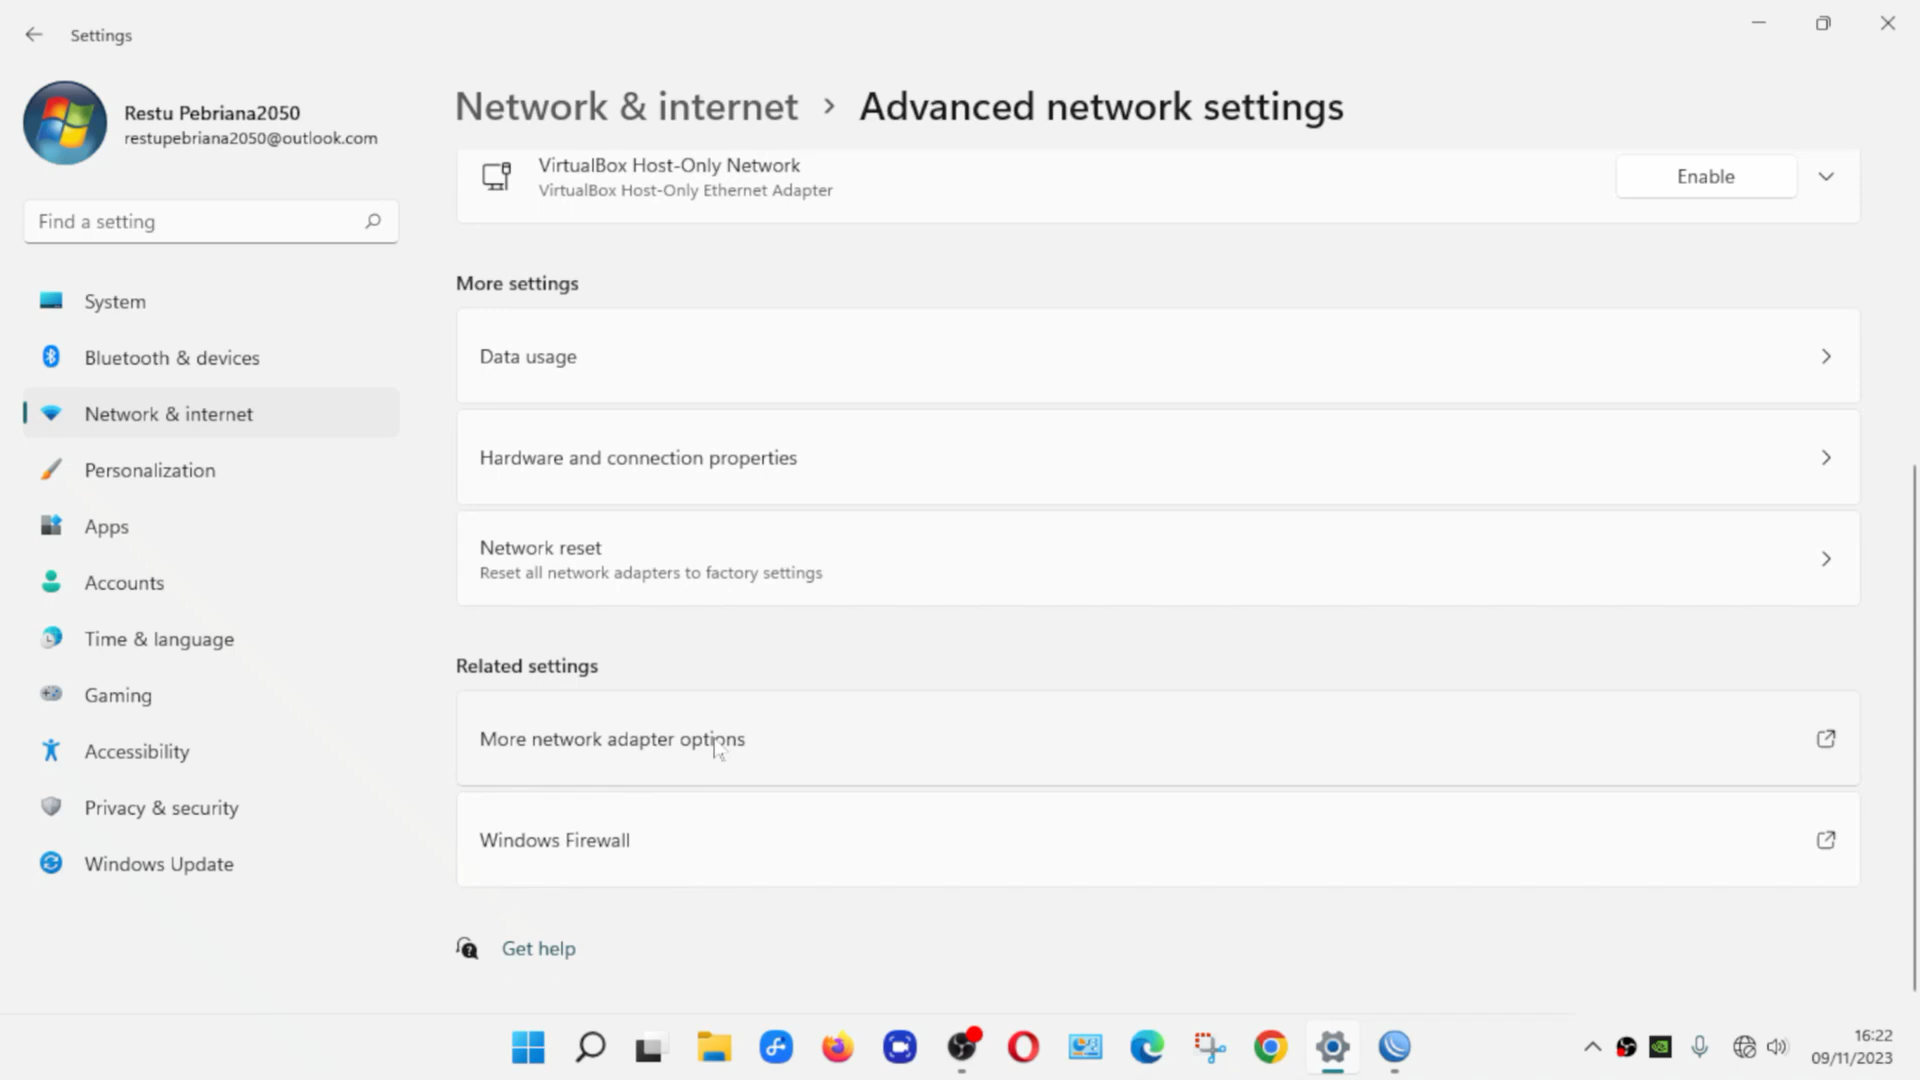 Settings
Restu Pebriana2050
restupebriana2050@outlook.com
Find a setting
System
Bluetooth & devices
Network & internet
Personalization
Apps
Accounts
Time & language
Gaming
Accessibility
Privacy & security
Windows Update
Network & internet > Advanced network settings
VirtualBox Host-Only Network
VirtualBox Host-Only Ethernet Adapter
Enable
More settings
Data usage
Hardware and connection properties
Network reset
Reset all network adapters to factory settings
Related settings
More network adapter options
Windows Firewall
Get help
16:22
09/11/2023